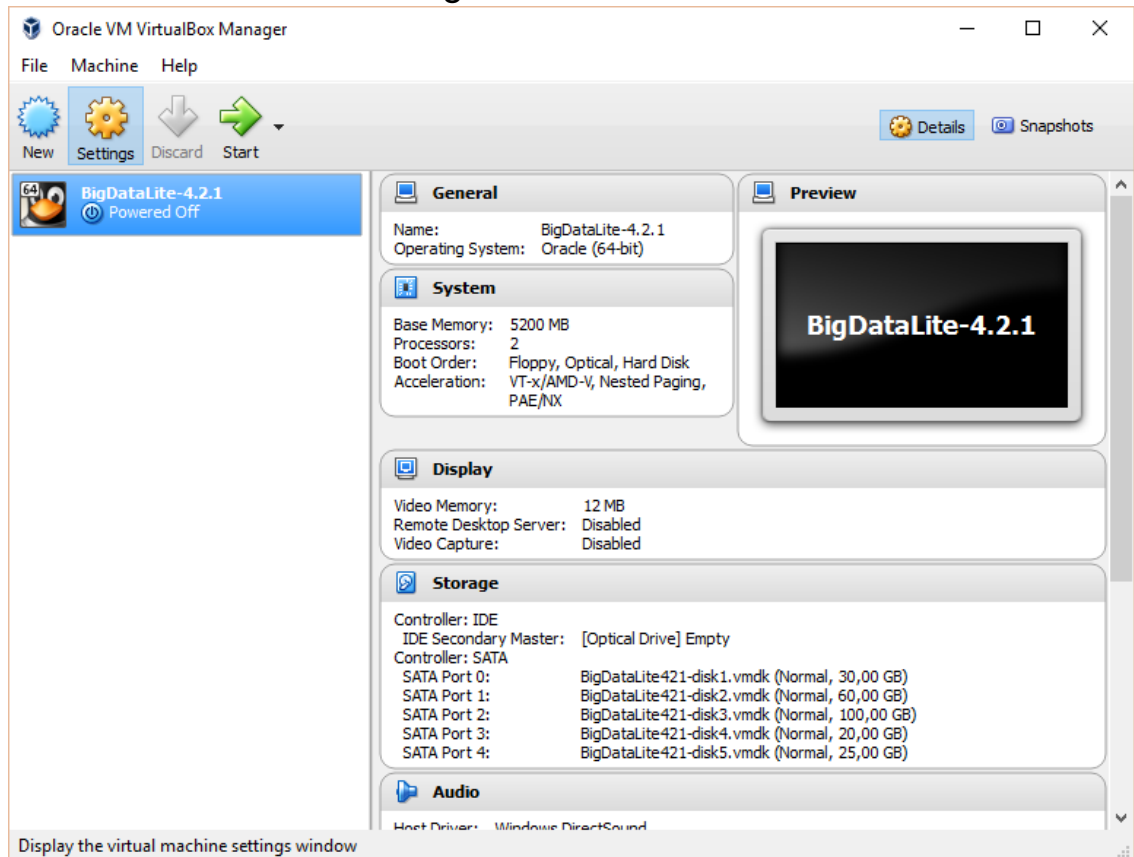 Oracle VM VirtualBox Manager
File Machine Help
New Settings Discard Start
Details Snapshots
64 BigDataLite-4.2.1
Powered Off
General
Name: BigDataLite-4.2.1
Operating System: Oracle (64-bit)
System
Base Memory: 5200 MB
Processors: 2
Boot Order: Floppy, Optical, Hard Disk
Acceleration: VT-x/AMD-V, Nested Paging,
PAE/NX
Preview
BigDataLite-4.2.1
Display
Video Memory: 12 MB
Remote Desktop Server: Disabled
Video Capture: Disabled
Storage
Controller: IDE
IDE Secondary Master: [Optical Drive] Empty
Controller: SATA
SATA Port 0: BigDataLite421-disk1.vmdk (Normal, 30,00 GB)
SATA Port 1: BigDataLite421-disk2.vmdk (Normal, 60,00 GB)
SATA Port 2: BigDataLite421-disk3.vmdk (Normal, 100,00 GB)
SATA Port 3: BigDataLite421-disk4.vmdk (Normal, 20,00 GB)
SATA Port 4: BigDataLite421-disk5.vmdk (Normal, 25,00 GB)
Audio
Host Driver: Windows DirectSound
Display the virtual machine settings window